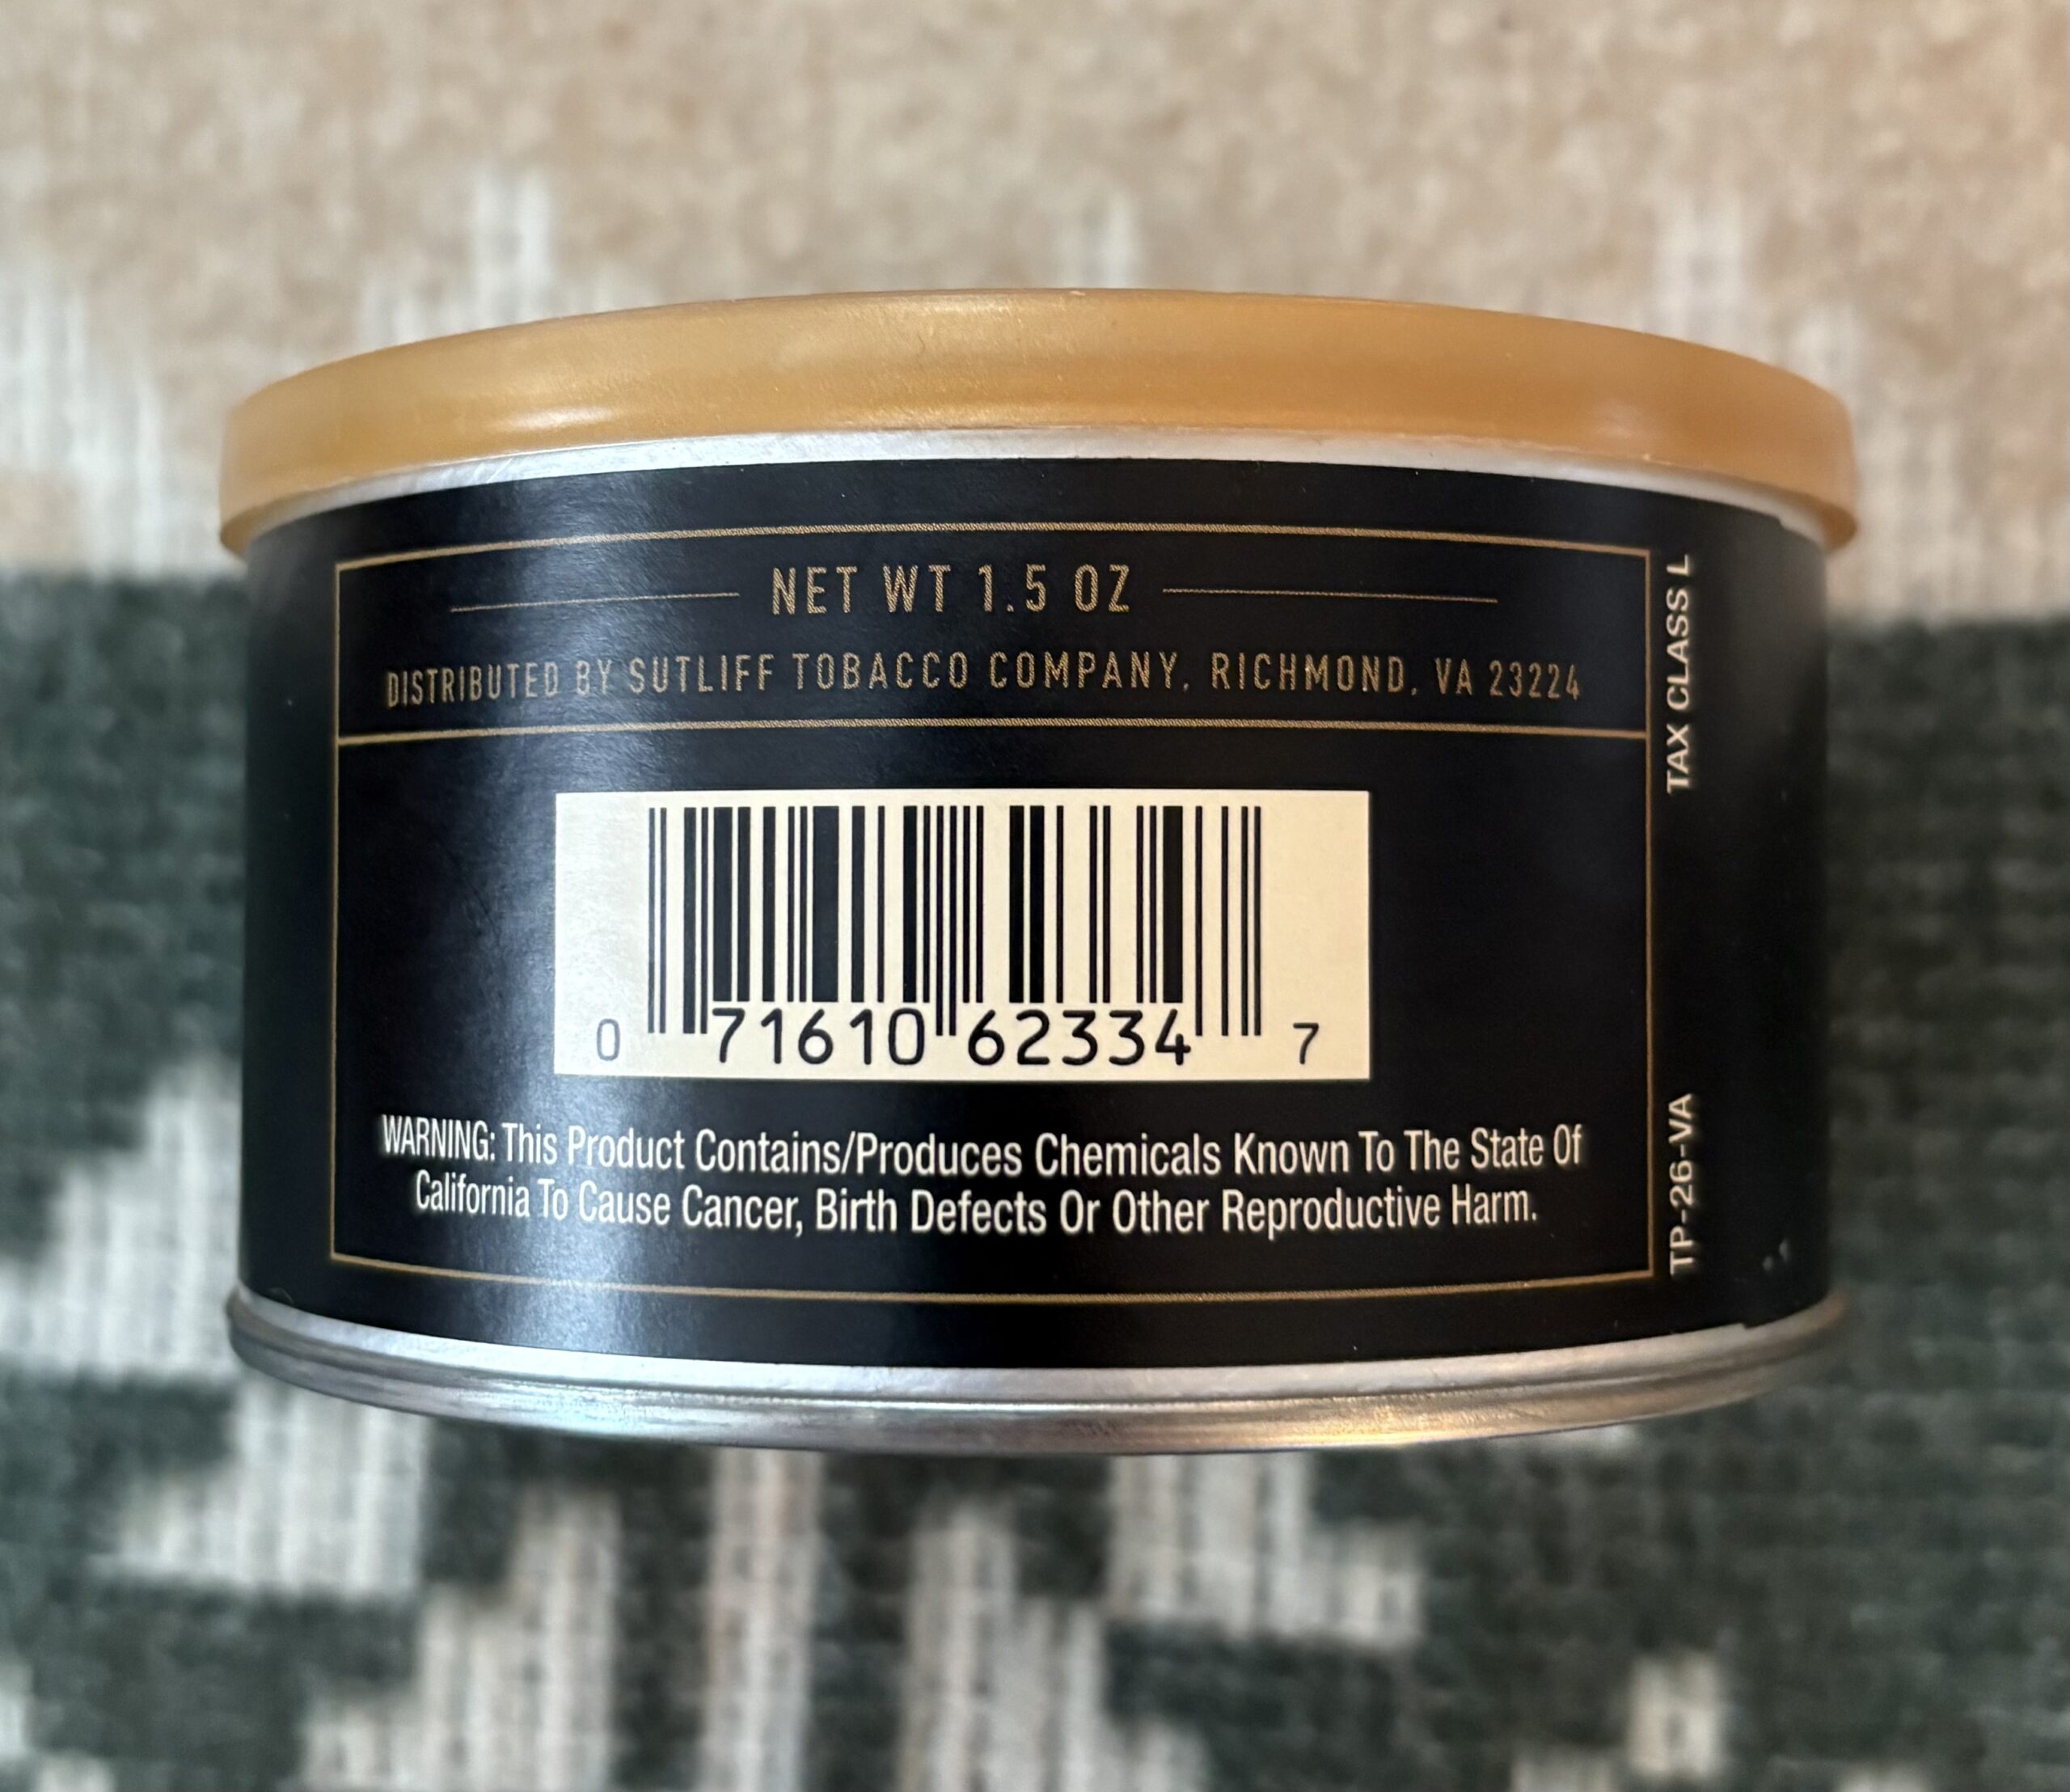 NET WT 1.5 OZ
DISTRIBUTED BY SUTLIFF TOBACCO COMPANY, RICHMOND, VA 23224
0 71610 62334 7
WARNING: This Product Contains/Produces Chemicals Known To The State Of
California To Cause Cancer, Birth Defects Or Other Reproductive Harm.
TAX CLASS L
TP-26-VA